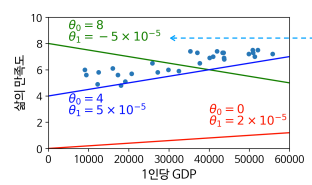 10
8
6
4
2
0
삶의 만족도
θ₀ = 8
θ₁ = − 5 × 10⁻⁵
θ₀ = 4
θ₁ = 5 × 10⁻⁵
θ₀ = 0
θ₁ = 2 × 10⁻⁵
0 10000 20000 30000 40000 50000 60000
1인당 GDP